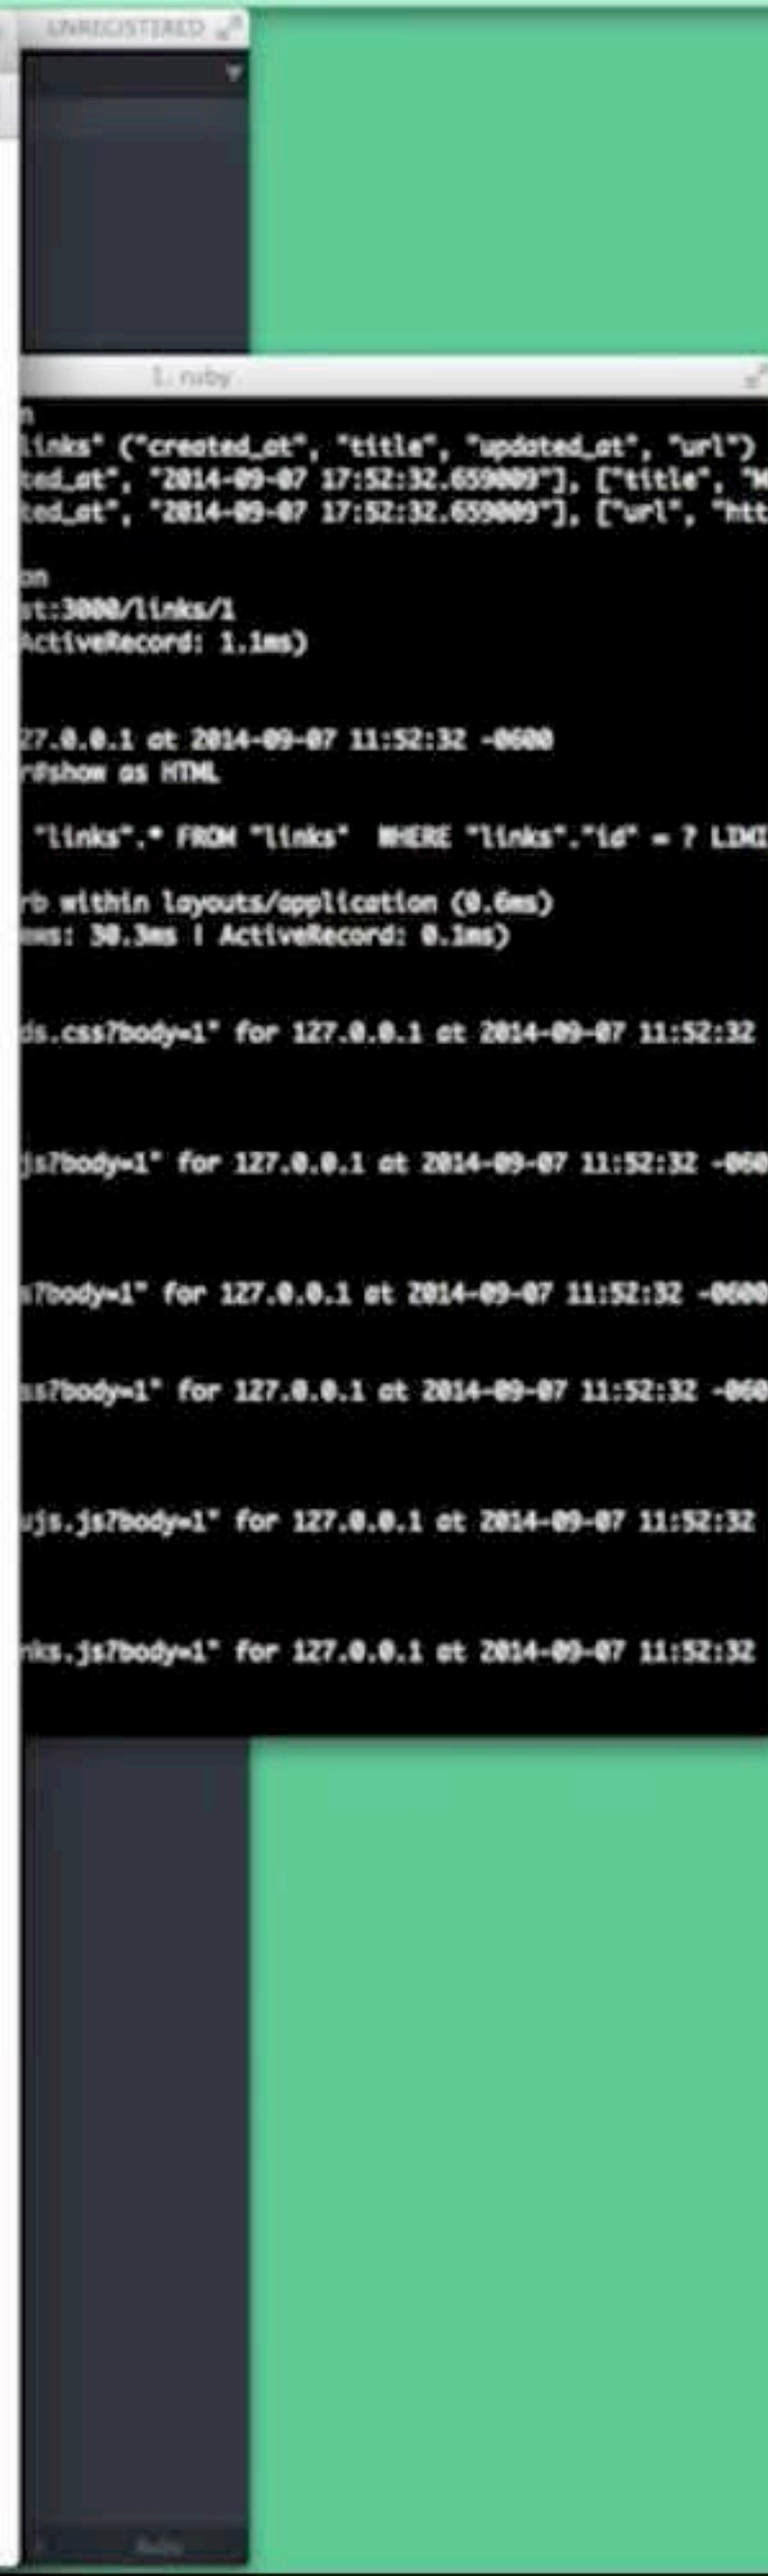 UNREGISTERED
1. ruby
n
links" ("created_at", "title", "updated_at", "url")
ted_at", "2014-09-07 17:52:32.659009"], ["title", "M
ted_at", "2014-09-07 17:52:32.659009"], ["url", "htt
on
st:3000/links/1
ActiveRecord: 1.1ms)
27.0.0.1 at 2014-09-07 11:52:32 -0600
r#show as HTML
"links".* FROM "links"  WHERE "links"."id" = ? LIMI
rb within layouts/application (0.6ms)
ews: 30.3ms | ActiveRecord: 0.1ms)
ds.css?body=1" for 127.0.0.1 at 2014-09-07 11:52:32
js?body=1" for 127.0.0.1 at 2014-09-07 11:52:32 -060
s?body=1" for 127.0.0.1 at 2014-09-07 11:52:32 -0600
ss?body=1" for 127.0.0.1 at 2014-09-07 11:52:32 -060
ujs.js?body=1" for 127.0.0.1 at 2014-09-07 11:52:32
nks.js?body=1" for 127.0.0.1 at 2014-09-07 11:52:32
Ruby